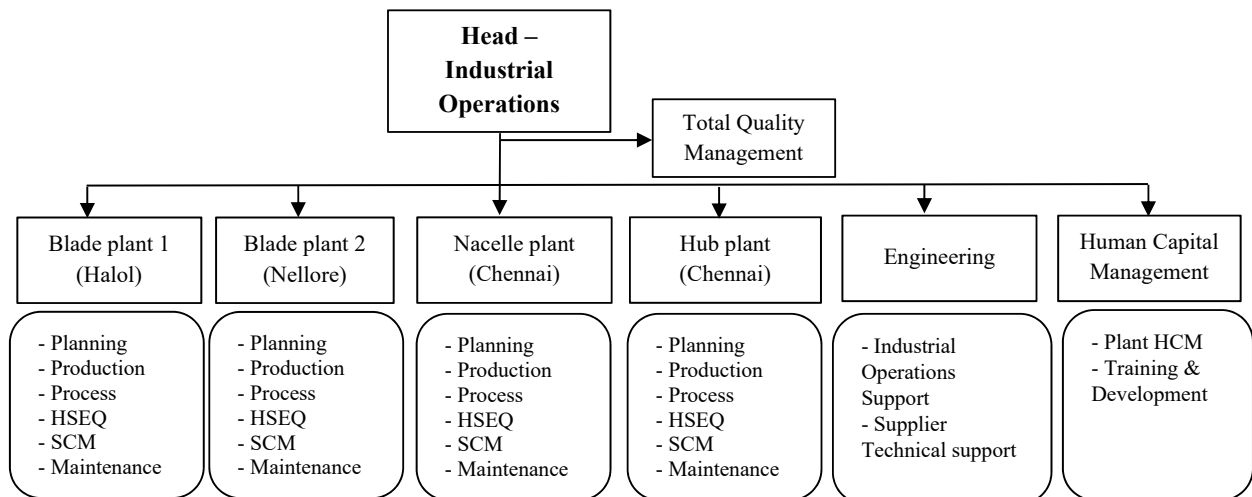 Head –
Industrial
Operations
Total Quality
Management
Blade plant 1
(Halol)
Blade plant 2
(Nellore)
Nacelle plant
(Chennai)
Hub plant
(Chennai)
Engineering
Human Capital
Management
- Planning
- Production
- Process
- HSEQ
- SCM
- Maintenance
- Planning
- Production
- Process
- HSEQ
- SCM
- Maintenance
- Planning
- Production
- Process
- HSEQ
- SCM
- Maintenance
- Planning
- Production
- Process
- HSEQ
- SCM
- Maintenance
- Industrial
Operations
Support
- Supplier
Technical support
- Plant HCM
- Training &
Development